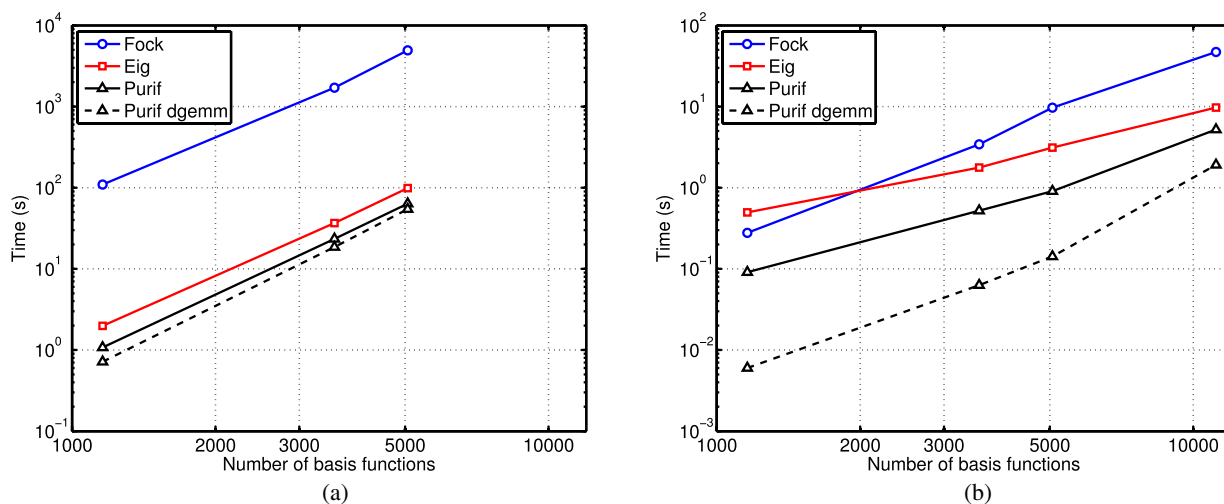 10^4
10^3
10^2
10^1
10^0
10^-1
Time (s)
Fock
Eig
Purif
Purif dgemm
1000 2000 3000 5000 10000
Number of basis functions
(a)
10^2
10^1
10^0
10^-1
10^-2
10^-3
Time (s)
Fock
Eig
Purif
Purif dgemm
1000 2000 3000 5000 10000
Number of basis functions
(b)